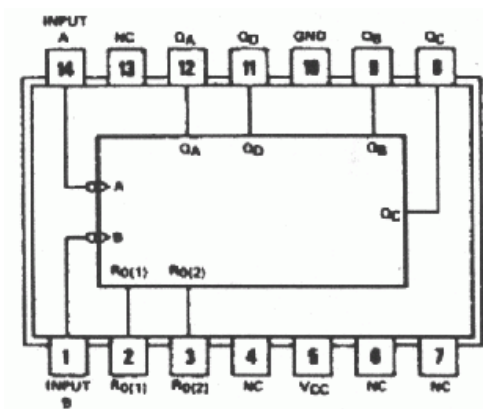 INPUT
A NC QA QD GND QB QC
14 13 12 11 10 9 8
QA QD QB
A
QC
B
R0(1) R0(2)
1 2 3 4 5 6 7
INPUT R0(1) R0(2) NC VCC NC NC
B